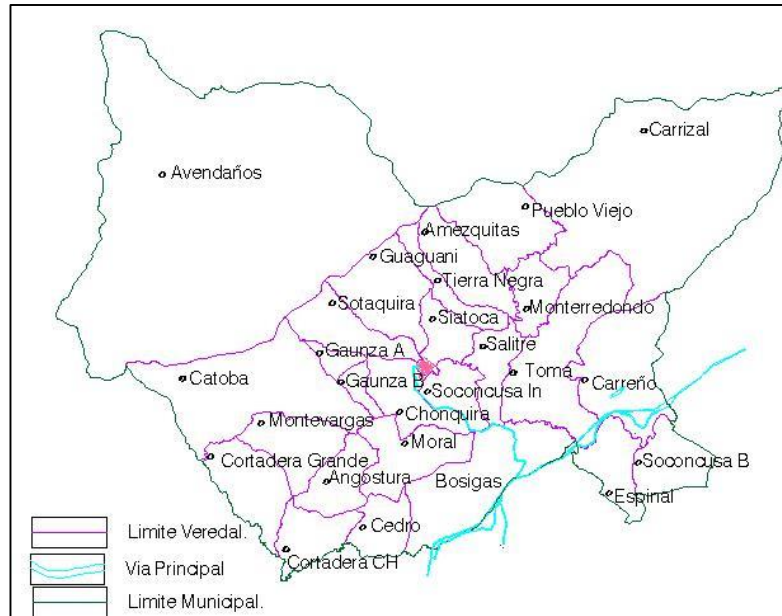 Carrizal
Avendaños
Pueblo Viejo
Amezquitas
Guaguani
Tierra Negra
Sotaquira
Monterredondo
Siatoca
Salitre
Gaunza A
Toma
Catoba
Gaunza B
Carreño
Soconcusa In
Chonquira
Montevargas
Moral
Cortadera Grande
Soconcusa B
Angostura
Bosigas
Espinal
Cedro
Limite Veredal.
Cortadera CH
Via Principal
Limite Municipal.